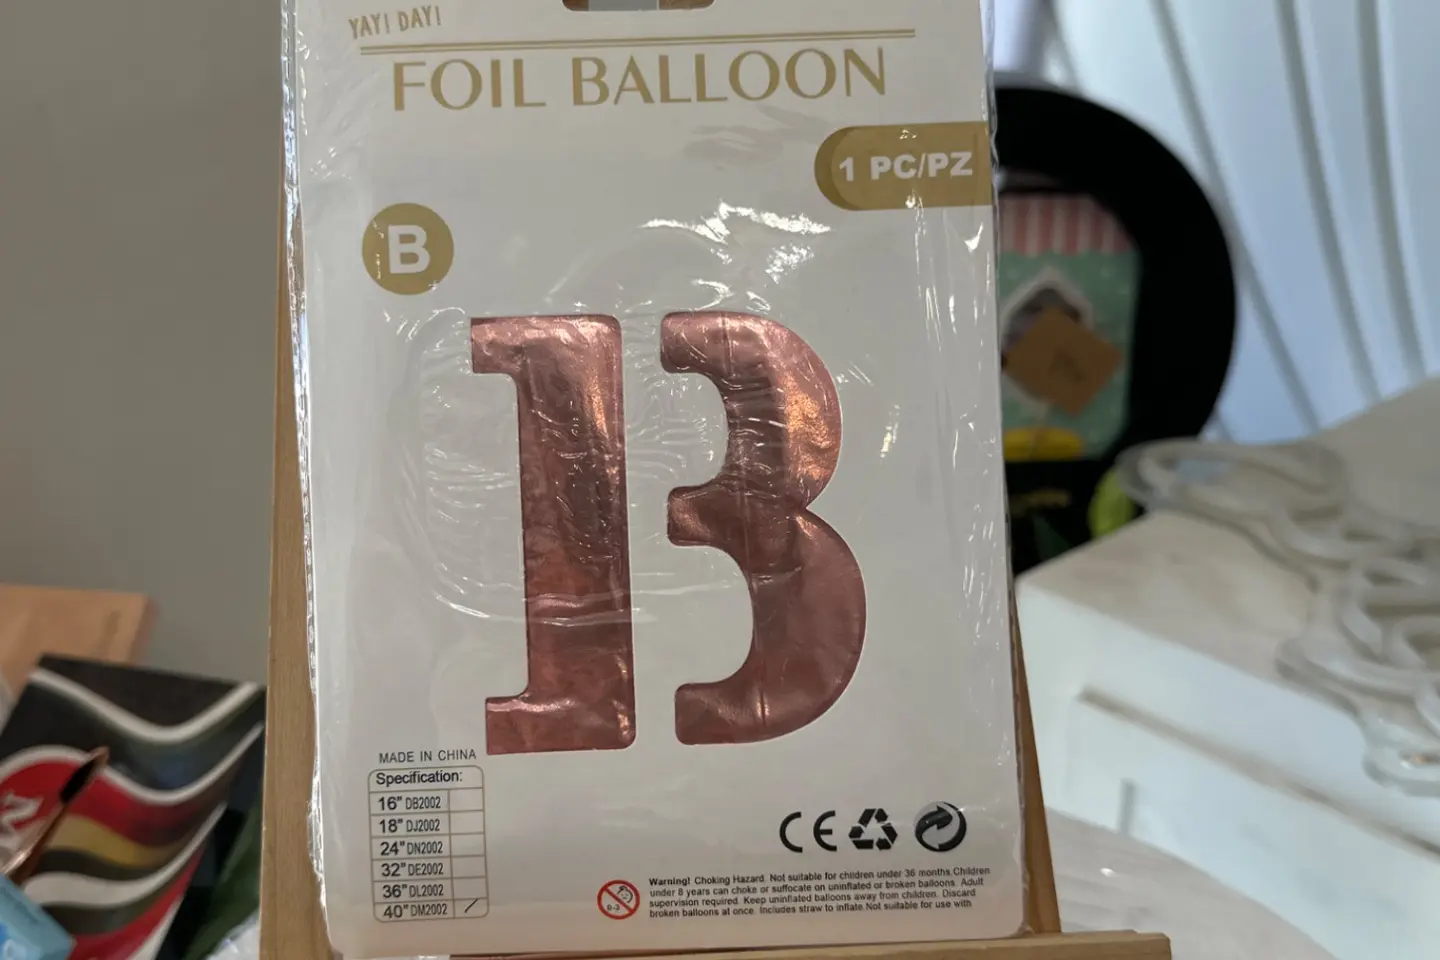 YAY! DAY!
FOIL BALLOON
1 PC/PZ
B
B
MADE IN CHINA
Specification:
16" DB2002
18" DJ2002
24" DN2002
32" DE2002
36" DL2002
40" DM2002 /
CE
0-3
Warning! Choking Hazard. Not suitable for children under 36 months.Children
under 8 years can choke or suffocate on uninflated or broken balloons. Adult
supervision required. Keep uninflated balloons away from children. Discard
broken balloons at once. Includes straw to inflate.Not suitable for use with